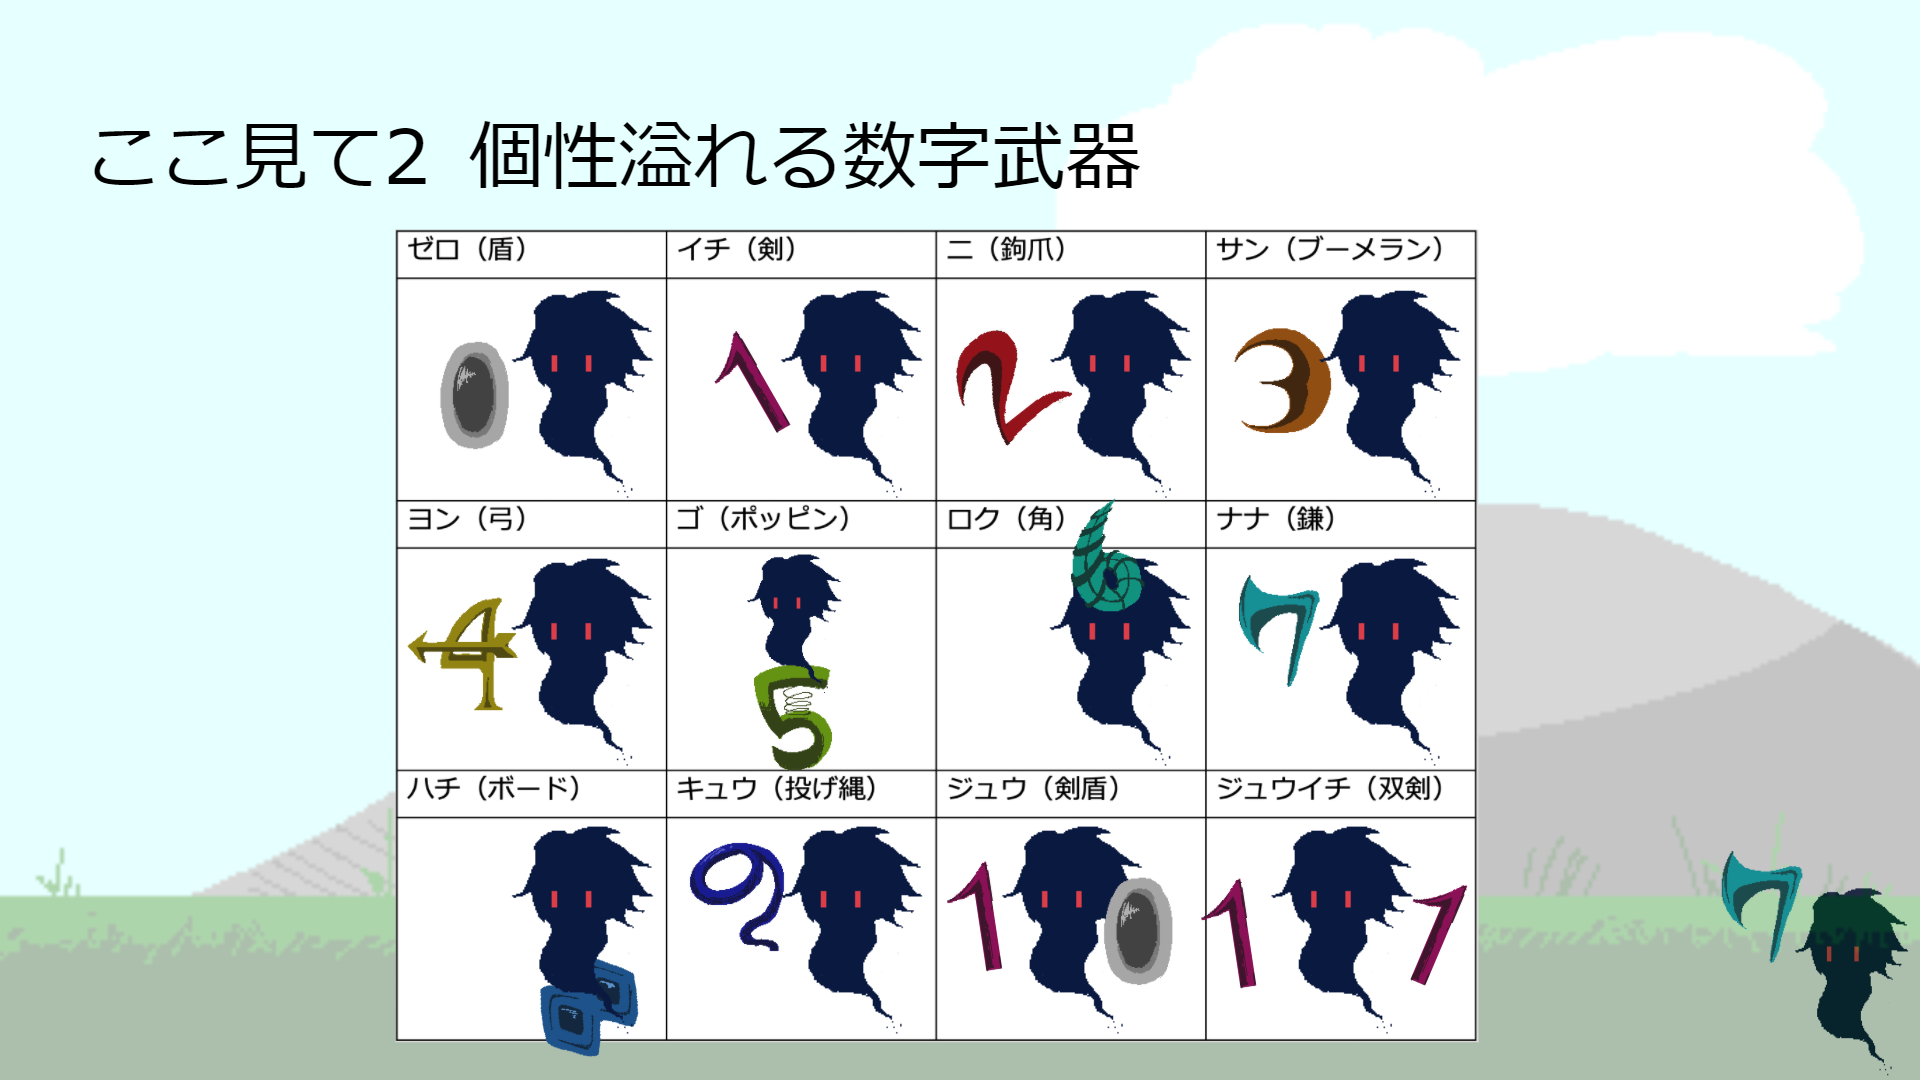 ここ見て2 個性溢れる数字武器
ゼロ（盾） イチ（剣） ニ（鉤爪） サン（ブーメラン）
ヨン（弓） ゴ（ポッピン） ロク（角） ナナ（鎌）
ハチ（ボード） キュウ（投げ縄） ジュウ（剣盾） ジュウイチ（双剣）